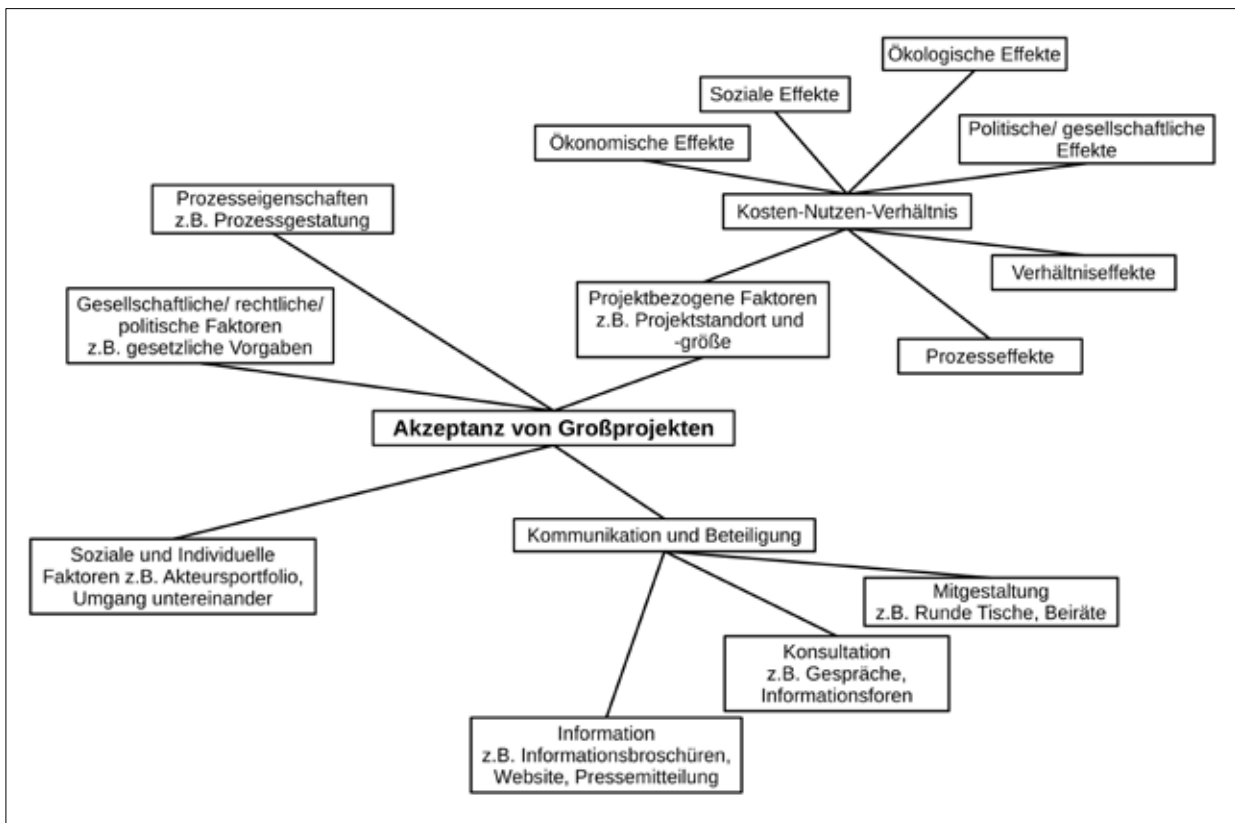 Ökologische Effekte
Soziale Effekte
Ökonomische Effekte
Politische/ gesellschaftliche
Effekte
Prozesseigenschaften
z.B. Prozessgestatung
Kosten-Nutzen-Verhältnis
Verhältniseffekte
Gesellschaftliche/ rechtliche/
politische Faktoren
z.B. gesetzliche Vorgaben
Projektbezogene Faktoren
z.B. Projektstandort und
-größe
Prozesseffekte
Akzeptanz von Großprojekten
Soziale und Individuelle
Faktoren z.B. Akteursportfolio,
Umgang untereinander
Kommunikation und Beteiligung
Mitgestaltung
z.B. Runde Tische, Beiräte
Konsultation
z.B. Gespräche,
Informationsforen
Information
z.B. Informationsbroschüren,
Website, Pressemitteilung